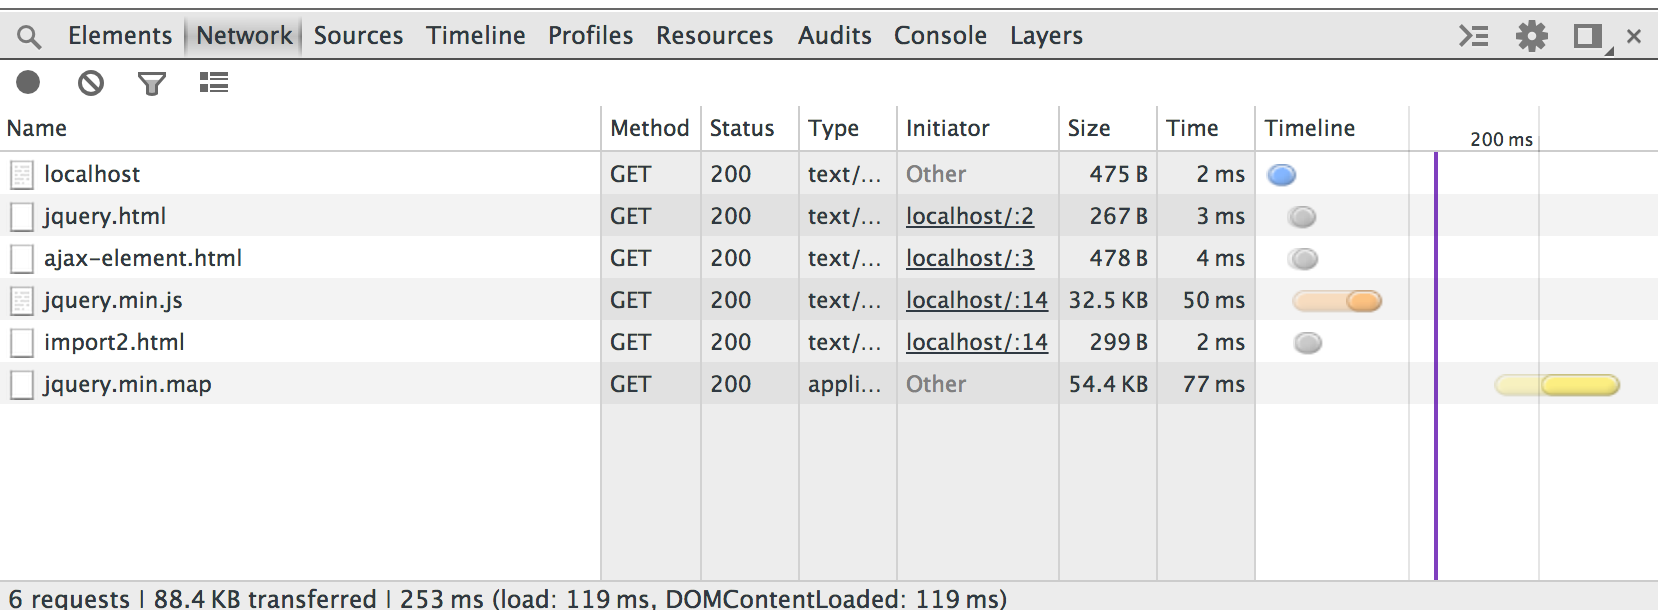 Elements Network Sources Timeline Profiles Resources Audits Console Layers
Name Method Status Type Initiator Size Time Timeline 200 ms
localhost GET 200 text/... Other 475 B 2 ms
jquery.html GET 200 text/... localhost/:2 267 B 3 ms
ajax-element.html GET 200 text/... localhost/:3 478 B 4 ms
jquery.min.js GET 200 text/... localhost/:14 32.5 KB 50 ms
import2.html GET 200 text/... localhost/:14 299 B 2 ms
jquery.min.map GET 200 appli... Other 54.4 KB 77 ms
6 requests | 88.4 KB transferred | 253 ms (load: 119 ms, DOMContentLoaded: 119 ms)